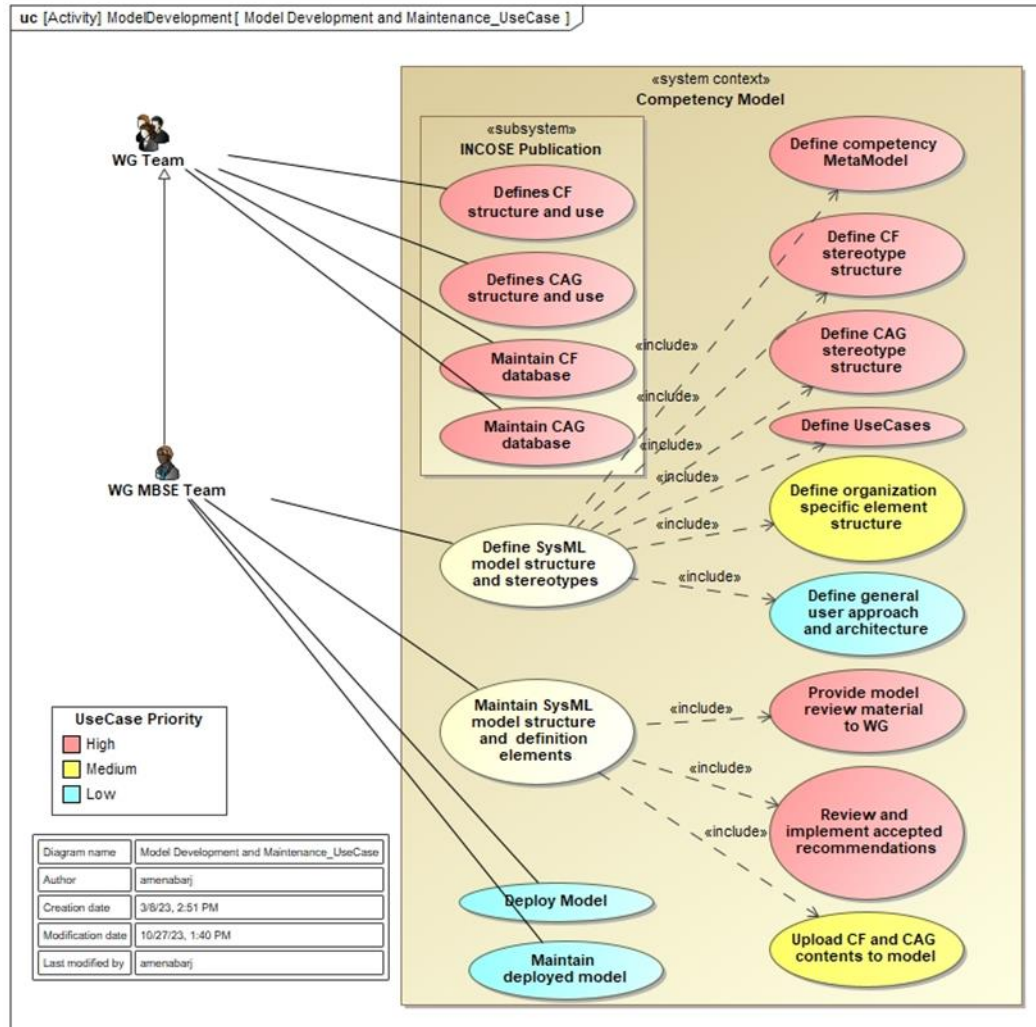 uc [Activity] ModelDevelopment [ Model Development and Maintenance_UseCase ]
WG Team
WG MBSE Team
«system context»
Competency Model
«subsystem»
INCOSE Publication
Defines CF
structure and use
Defines CAG
structure and use
Maintain CF
database
Maintain CAG
database
Define competency
MetaModel
Define CF
stereotype
structure
Define CAG
stereotype
structure
Define UseCases
Define organization
specific element
structure
Define general
user approach
and architecture
«include»
«include»
«include»
«include»
«include»
«include»
Define SysML
model structure
and stereotypes
Maintain SysML
model structure
and definition
elements
«include»
«include»
«include»
Provide model
review material
to WG
Review and
implement accepted
recommendations
Upload CF and CAG
contents to model
Deploy Model
Maintain
deployed model
UseCase Priority
High
Medium
Low
Diagram name Model Development and Maintenance_UseCase
Author amenabarj
Creation date 3/8/23, 2:51 PM
Modification date 10/27/23, 1:40 PM
Last modified by amenabarj